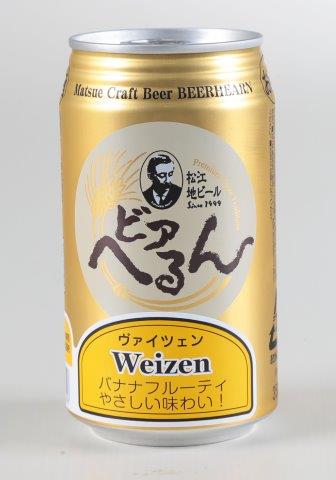 Matsue Craft Beer BEERHEARN
松江
地ビール
Since 1999
ビア
へるん
ヴァイツェン
Weizen
バナナフルーティ
やさしい味わい!